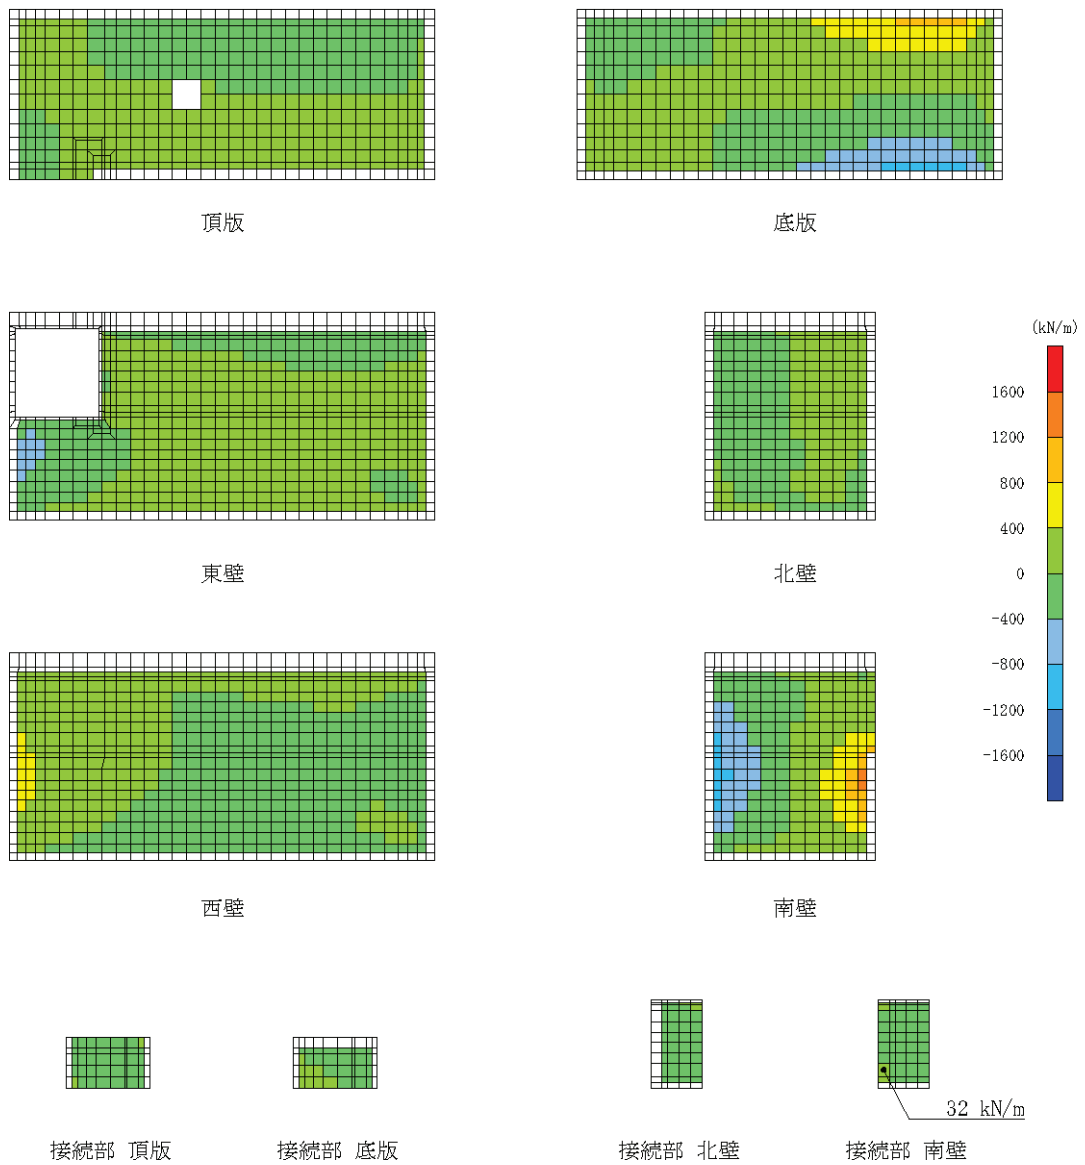 頂版
底版
東壁
北壁
(kN/m)
1600
1200
800
400
0
-400
-800
-1200
-1600
西壁
南壁
32 kN/m
接続部 頂版
接続部 底版
接続部 北壁
接続部 南壁